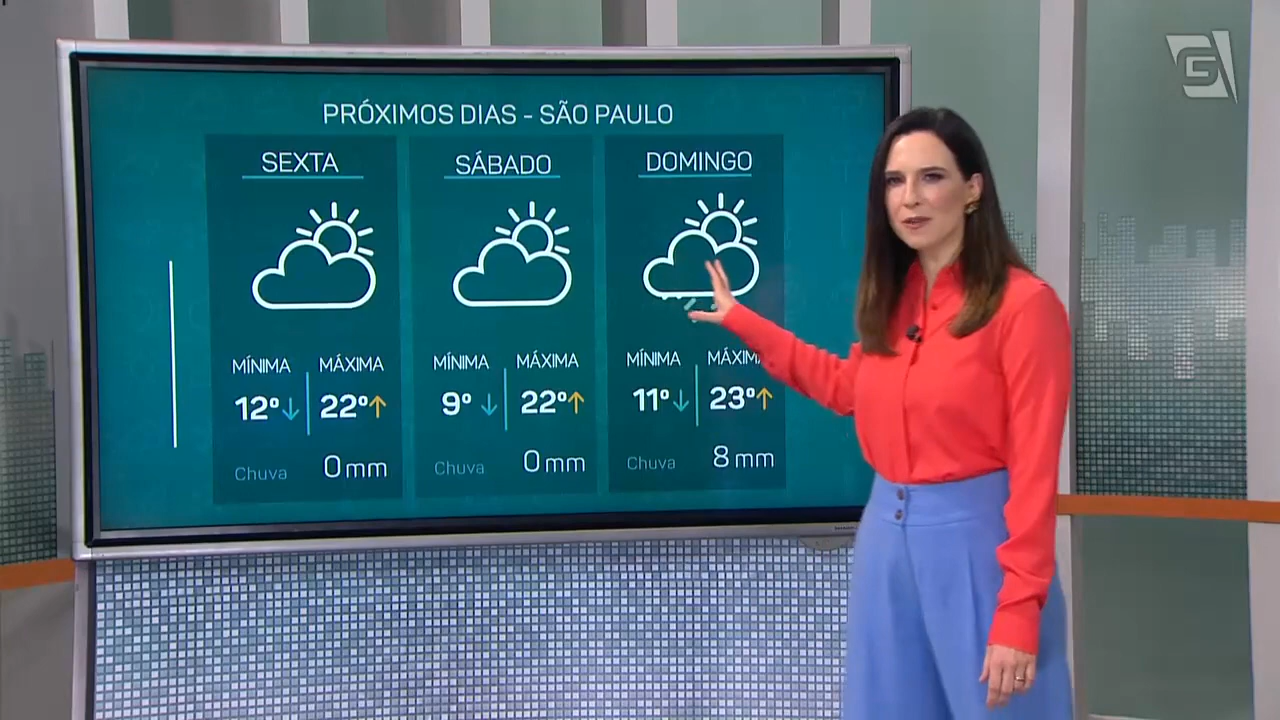 PRÓXIMOS DIAS - SÃO PAULO
SEXTA
MÍNIMA MÁXIMA
12º 22º
Chuva 0 mm
SÁBADO
MÍNIMA MÁXIMA
9º 22º
Chuva 0 mm
DOMINGO
MÍNIMA MÁXIMA
11º 23º
Chuva 8 mm